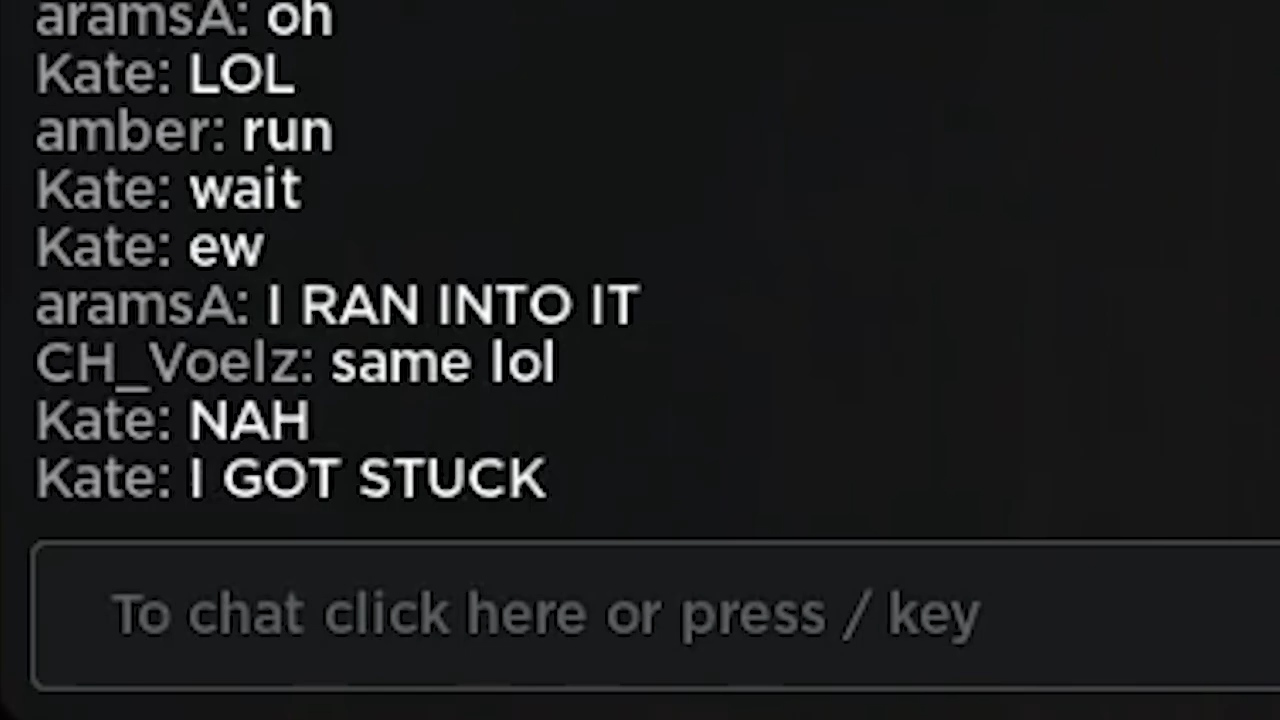 aramsA: oh
Kate: LOL
amber: run
Kate: wait
Kate: ew
aramsA: I RAN INTO IT
CH_Voelz: same lol
Kate: NAH
Kate: I GOT STUCK
To chat click here or press / key